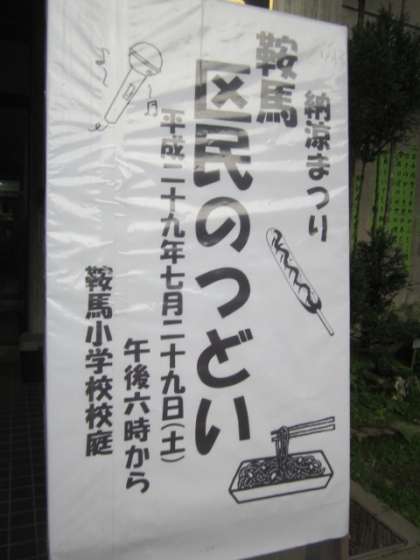 納涼まつり
鞍馬
区民のつどい
平成二十九年七月二十九日(土)
午後六時から
鞍馬小学校校庭